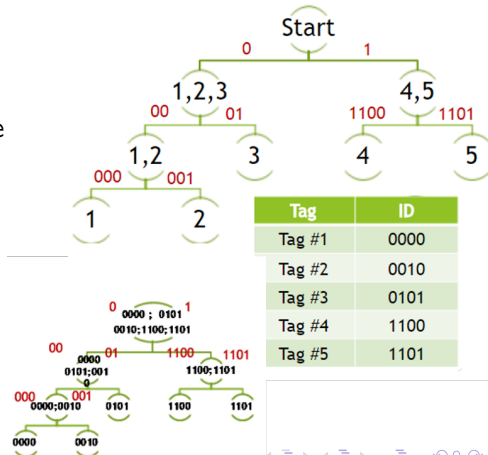 Start
0 1
1,2,3 4,5
00 01 1100 1101
e
1,2 3 4 5
000 001
1 2
Tag ID
Tag #1 0000
Tag #2 0010
Tag #3 0101
Tag #4 1100
Tag #5 1101
0 1
0000 ; 0101
0010;1100;1101
00 01 1100 1101
0000
0101;001
0
1100;1101
000 001
0000;0010 0101 1100 1101
0000 0010